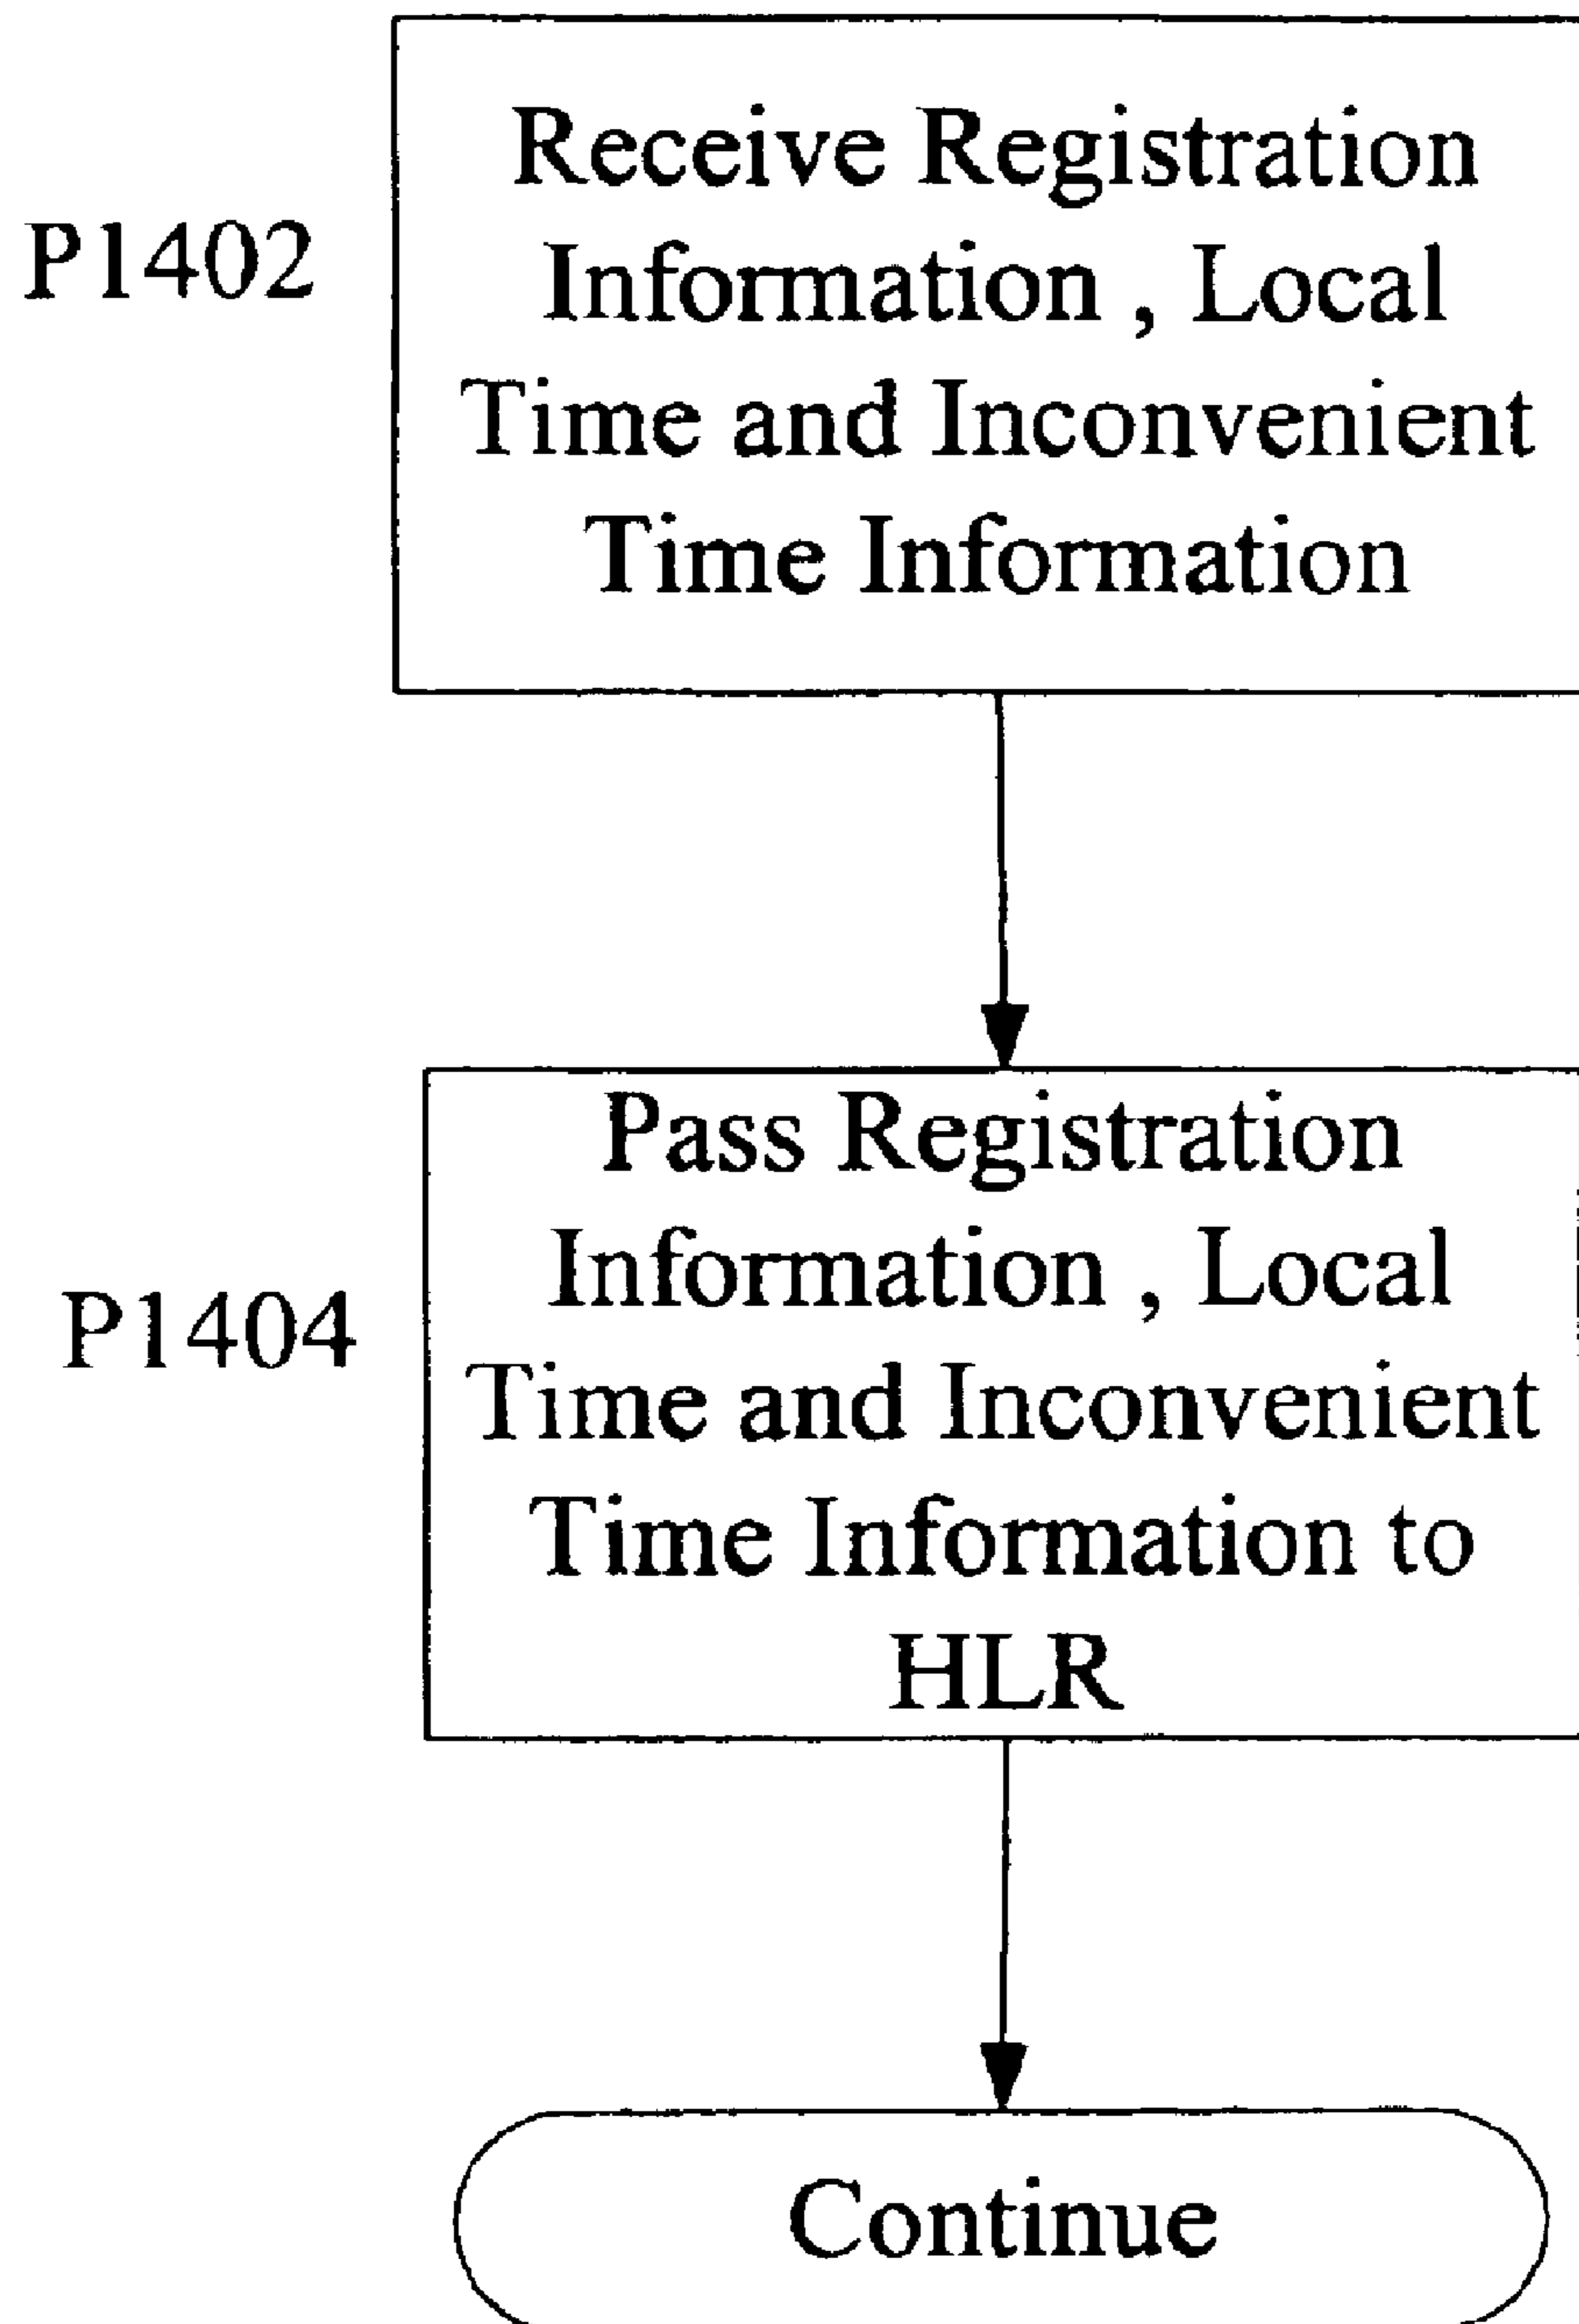 P1402
Receive Registration
Information , Local
Time and Inconvenient
Time Information
P1404
Pass Registration
Information , Local
Time and Inconvenient
Time Information to
HLR
Continue